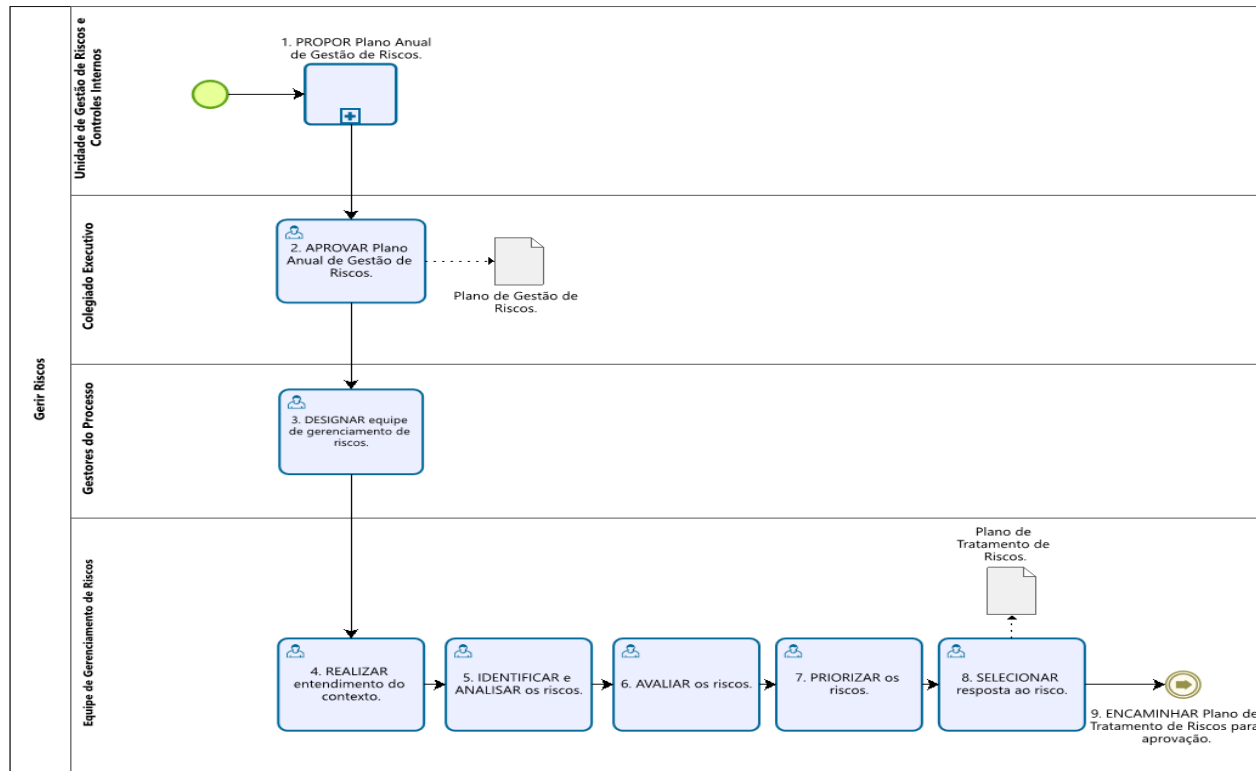 Gerir Riscos
Unidade de Gestão de Riscos e
Controles Internos
1. PROPOR Plano Anual
de Gestão de Riscos.
Colegiado Executivo
2. APROVAR Plano
Anual de Gestão de
Riscos.
Plano de Gestão de
Riscos.
Gestores do Processo
3. DESIGNAR equipe
de gerenciamento de
riscos.
Equipe de Gerenciamento de Riscos
Plano de
Tratamento de
Riscos.
4. REALIZAR
entendimento do
contexto.
5. IDENTIFICAR e
ANALISAR os riscos.
6. AVALIAR os riscos.
7. PRIORIZAR os
riscos.
8. SELECIONAR
resposta ao risco.
9. ENCAMINHAR Plano de
Tratamento de Riscos para
aprovação.